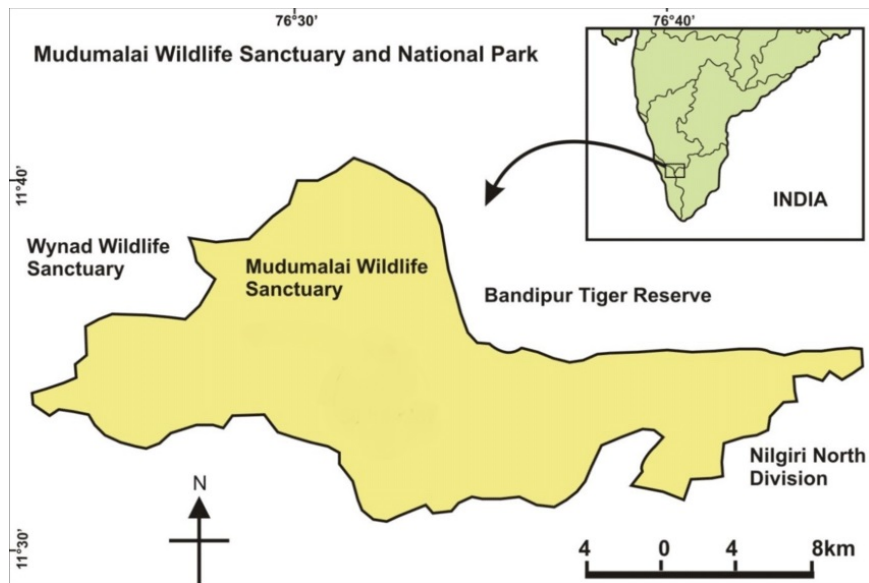 76°30'
76°40'
Mudumalai Wildlife Sanctuary and National Park
11°40'
INDIA
Wynad Wildlife
Sanctuary
Mudumalai Wildlife
Sanctuary
Bandipur Tiger Reserve
Nilgiri North
Division
N
11°30'
4 0 4 8km